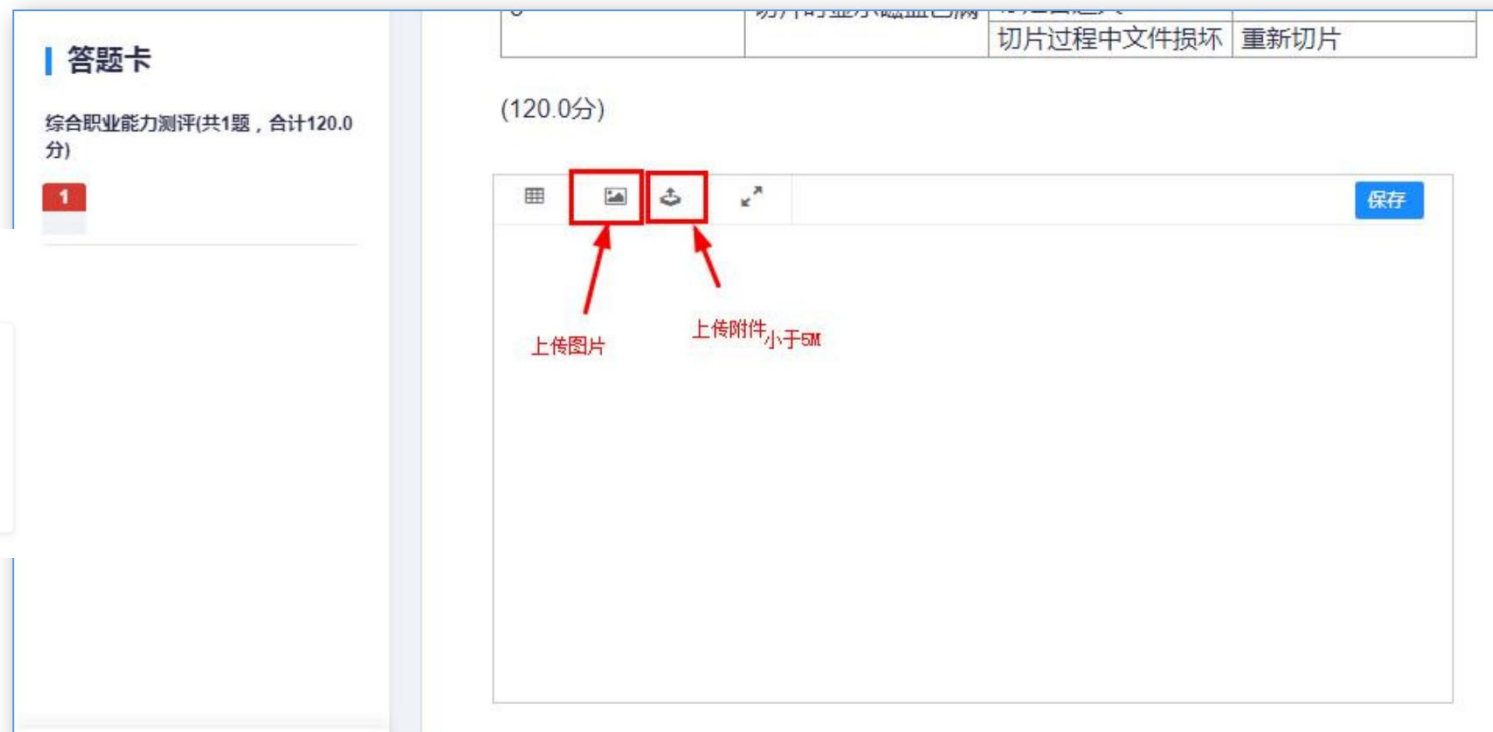 答题卡
综合职业能力测评(共1题，合计120.0
分)
1
切片过程中文件损坏 重新切片
(120.0分)
保存
上传图片
上传附件小于5M